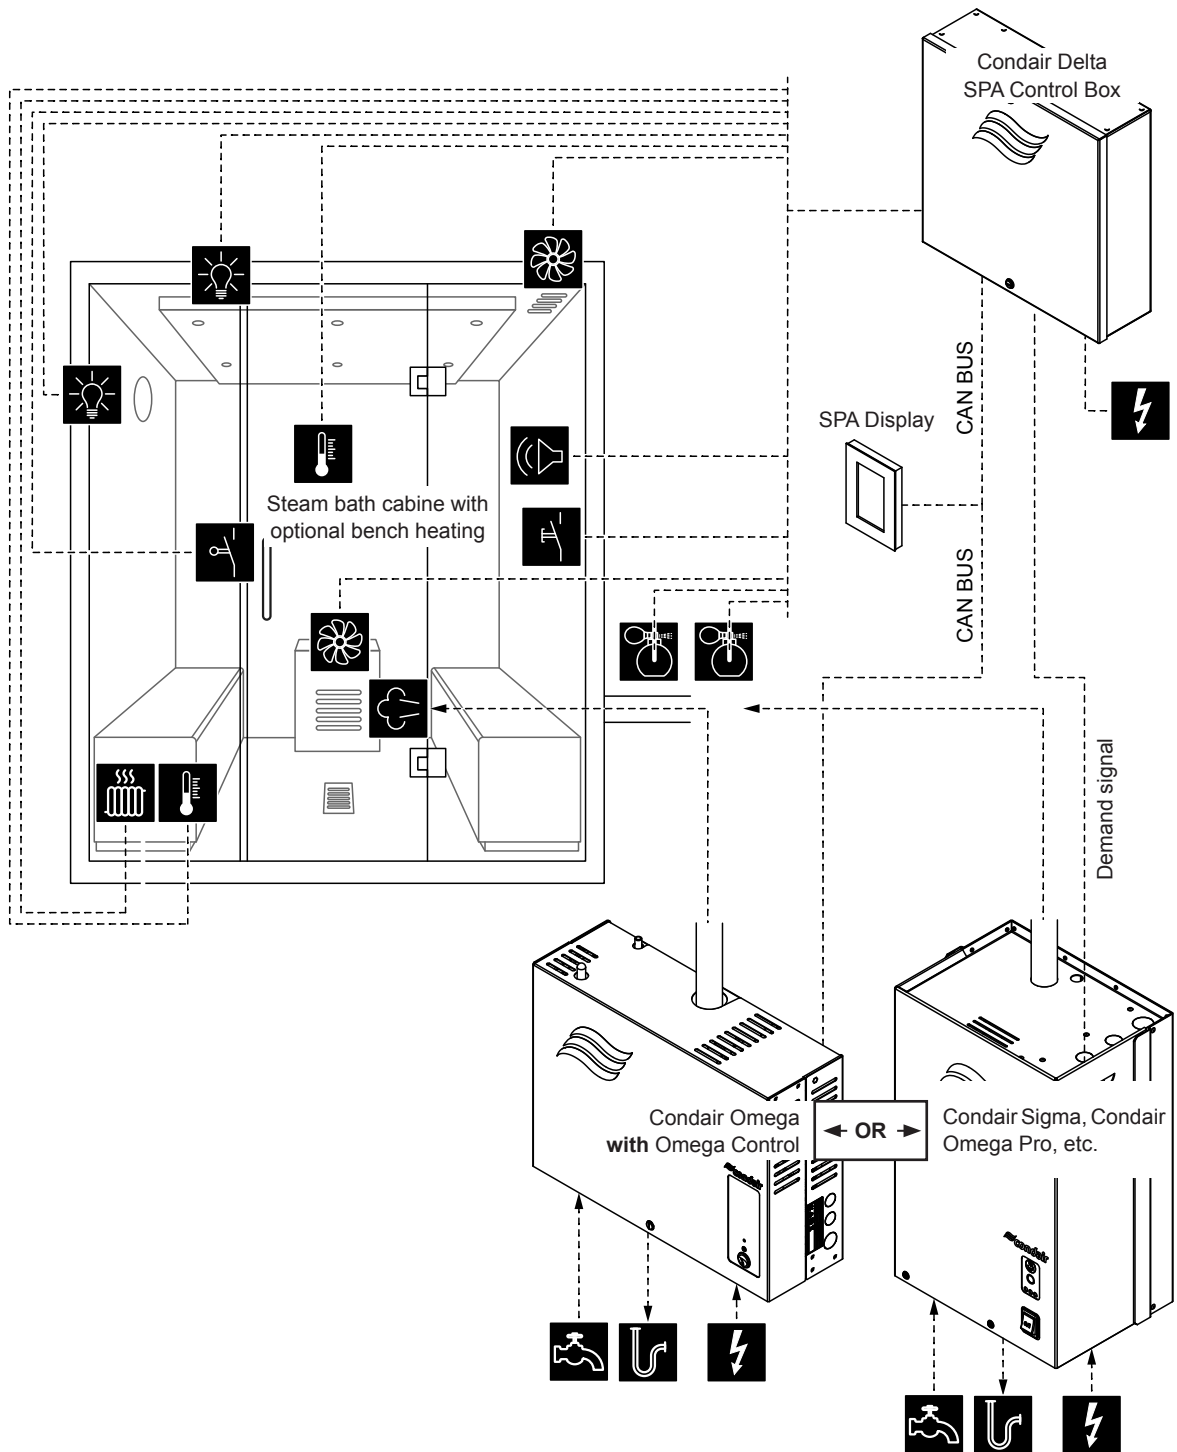 Condair Delta
SPA Control Box
CAN BUS
SPA Display
Steam bath cabine with
optional bench heating
CAN BUS
Demand signal
Condair Omega
with Omega Control
OR
Condair Sigma, Condair
Omega Pro, etc.
condair
condair